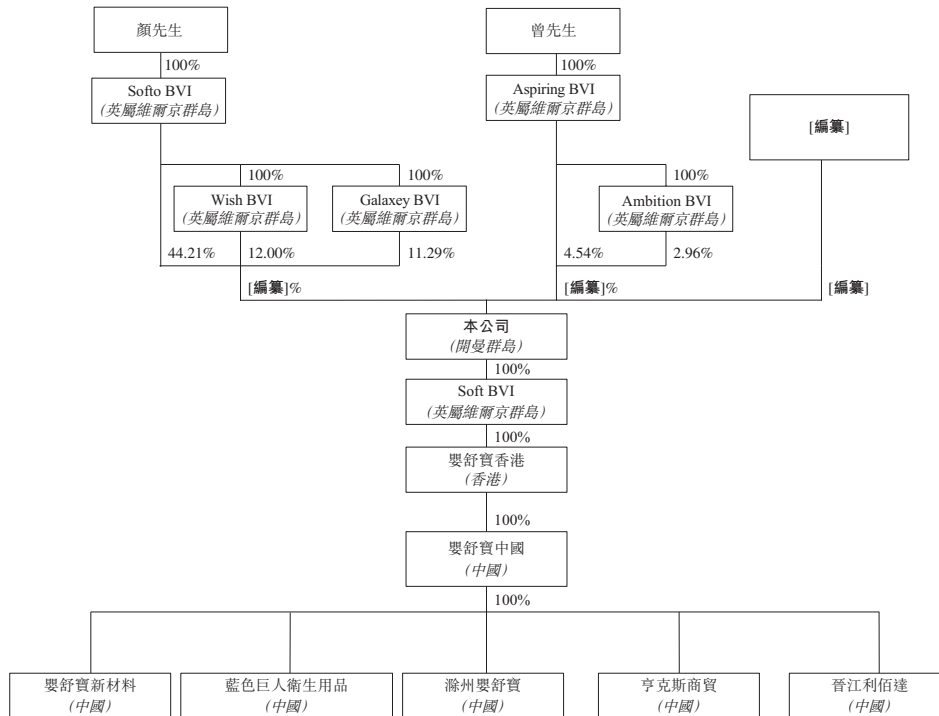 顏先生
曾先生
100%
100%
Softo BVI
(英屬維爾京群島)
Aspiring BVI
(英屬維爾京群島)
[編纂]
100%
100%
100%
Wish BVI
(英屬維爾京群島)
Galaxey BVI
(英屬維爾京群島)
Ambition BVI
(英屬維爾京群島)
44.21%
12.00%
11.29%
4.54%
2.96%
[編纂]%
[編纂]%
[編纂]
本公司
(開曼群島)
100%
Soft BVI
(英屬維爾京群島)
100%
嬰舒寶香港
(香港)
100%
嬰舒寶中國
(中國)
100%
嬰舒寶新材料
(中國)
藍色巨人衛生用品
(中國)
滁州嬰舒寶
(中國)
亨克斯商貿
(中國)
晉江利佰達
(中國)